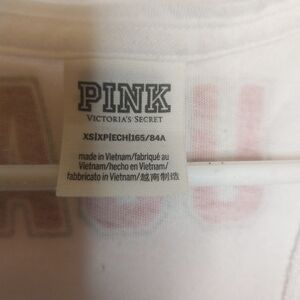 PINK
VICTORIA'S SECRET
XS|XP|ECH|165/84A
made in Vietnam/fabriqué au
Vietnam/hecho en Vietnam/
fabbricato in Vietnam/越南制造